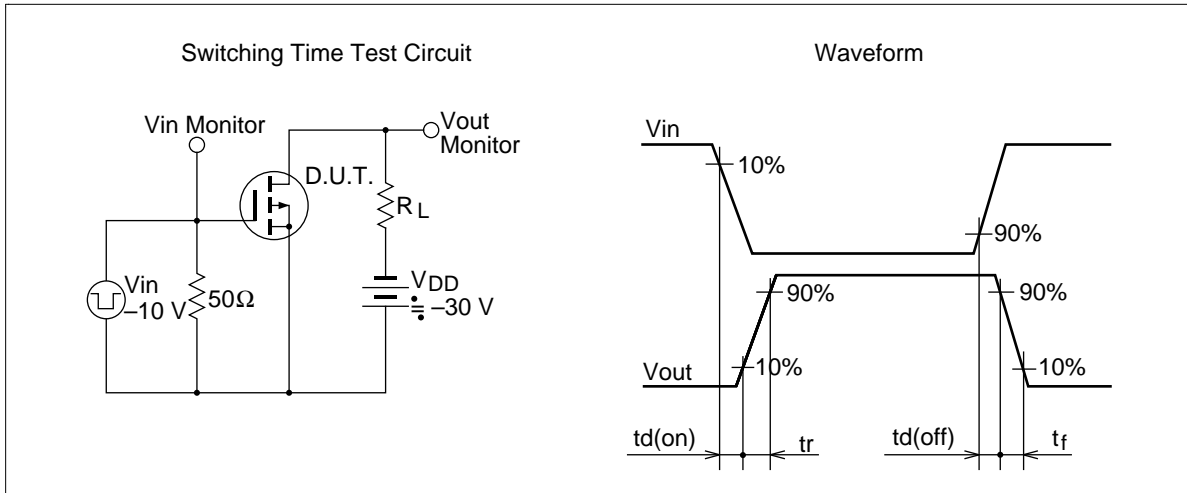 Switching Time Test Circuit
Vin Monitor
Vout
Monitor
D.U.T.
RL
Vin
–10 V
50Ω
VDD
≒ –30 V
Waveform
Vin
10%
90%
90%
90%
10%
10%
Vout
td(on)
tr
td(off)
tf